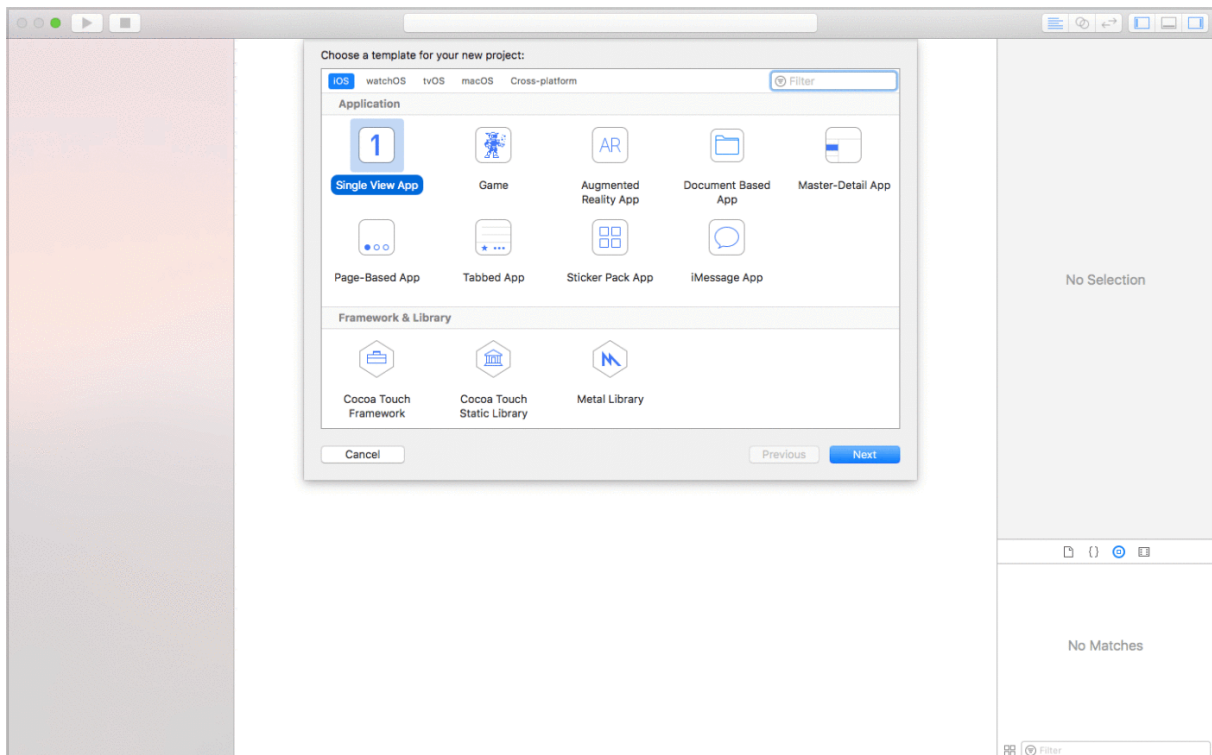 Choose a template for your new project:
iOS watchOS tvOS macOS Cross-platform Filter
Application
1 AR
Single View App Game Augmented Reality App Document Based App Master-Detail App
Page-Based App Tabbed App Sticker Pack App iMessage App
Framework & Library
Cocoa Touch Framework Cocoa Touch Static Library Metal Library
Cancel Previous Next
No Selection
{}
No Matches
Filter